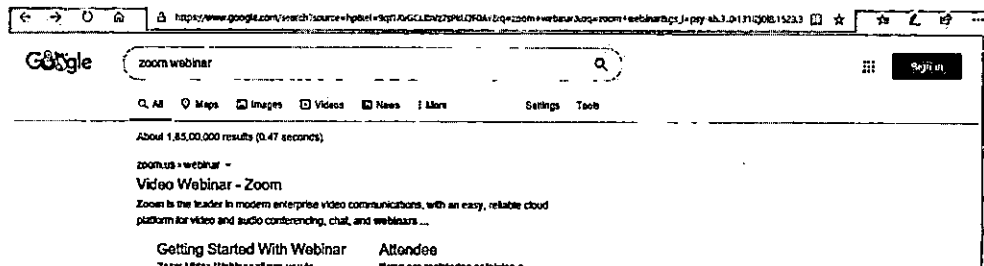 Google
zoom webinar
Sign in
All Maps Images Videos News More Settings Tools
About 1,85,00,000 results (0.47 seconds)
zoom.us › webinar
Video Webinar - Zoom
Zoom is the leader in modern enterprise video communications, with an easy, reliable cloud
platform for video and audio conferencing, chat, and webinars ...
Getting Started With Webinar Attendee